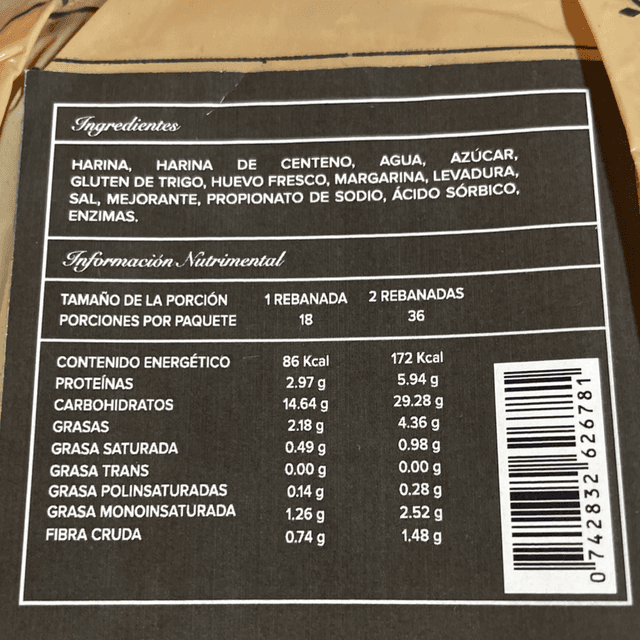 Ingredientes
HARINA, HARINA DE CENTENO, AGUA, AZÚCAR,
GLUTEN DE TRIGO, HUEVO FRESCO, MARGARINA, LEVADURA,
SAL, MEJORANTE, PROPIONATO DE SODIO, ÁCIDO SÓRBICO,
ENZIMAS.
Información Nutrimental
TAMAÑO DE LA PORCIÓN 1 REBANADA 2 REBANADAS
PORCIONES POR PAQUETE 18 36
CONTENIDO ENERGÉTICO 86 Kcal 172 Kcal
PROTEÍNAS 2.97 g 5.94 g
CARBOHIDRATOS 14.64 g 29.28 g
GRASAS 2.18 g 4.36 g
GRASA SATURADA 0.49 g 0.98 g
GRASA TRANS 0.00 g 0.00 g
GRASA POLINSATURADAS 0.14 g 0.28 g
GRASA MONOINSATURADA 1.26 g 2.52 g
FIBRA CRUDA 0.74 g 1.48 g
0 742832 626781